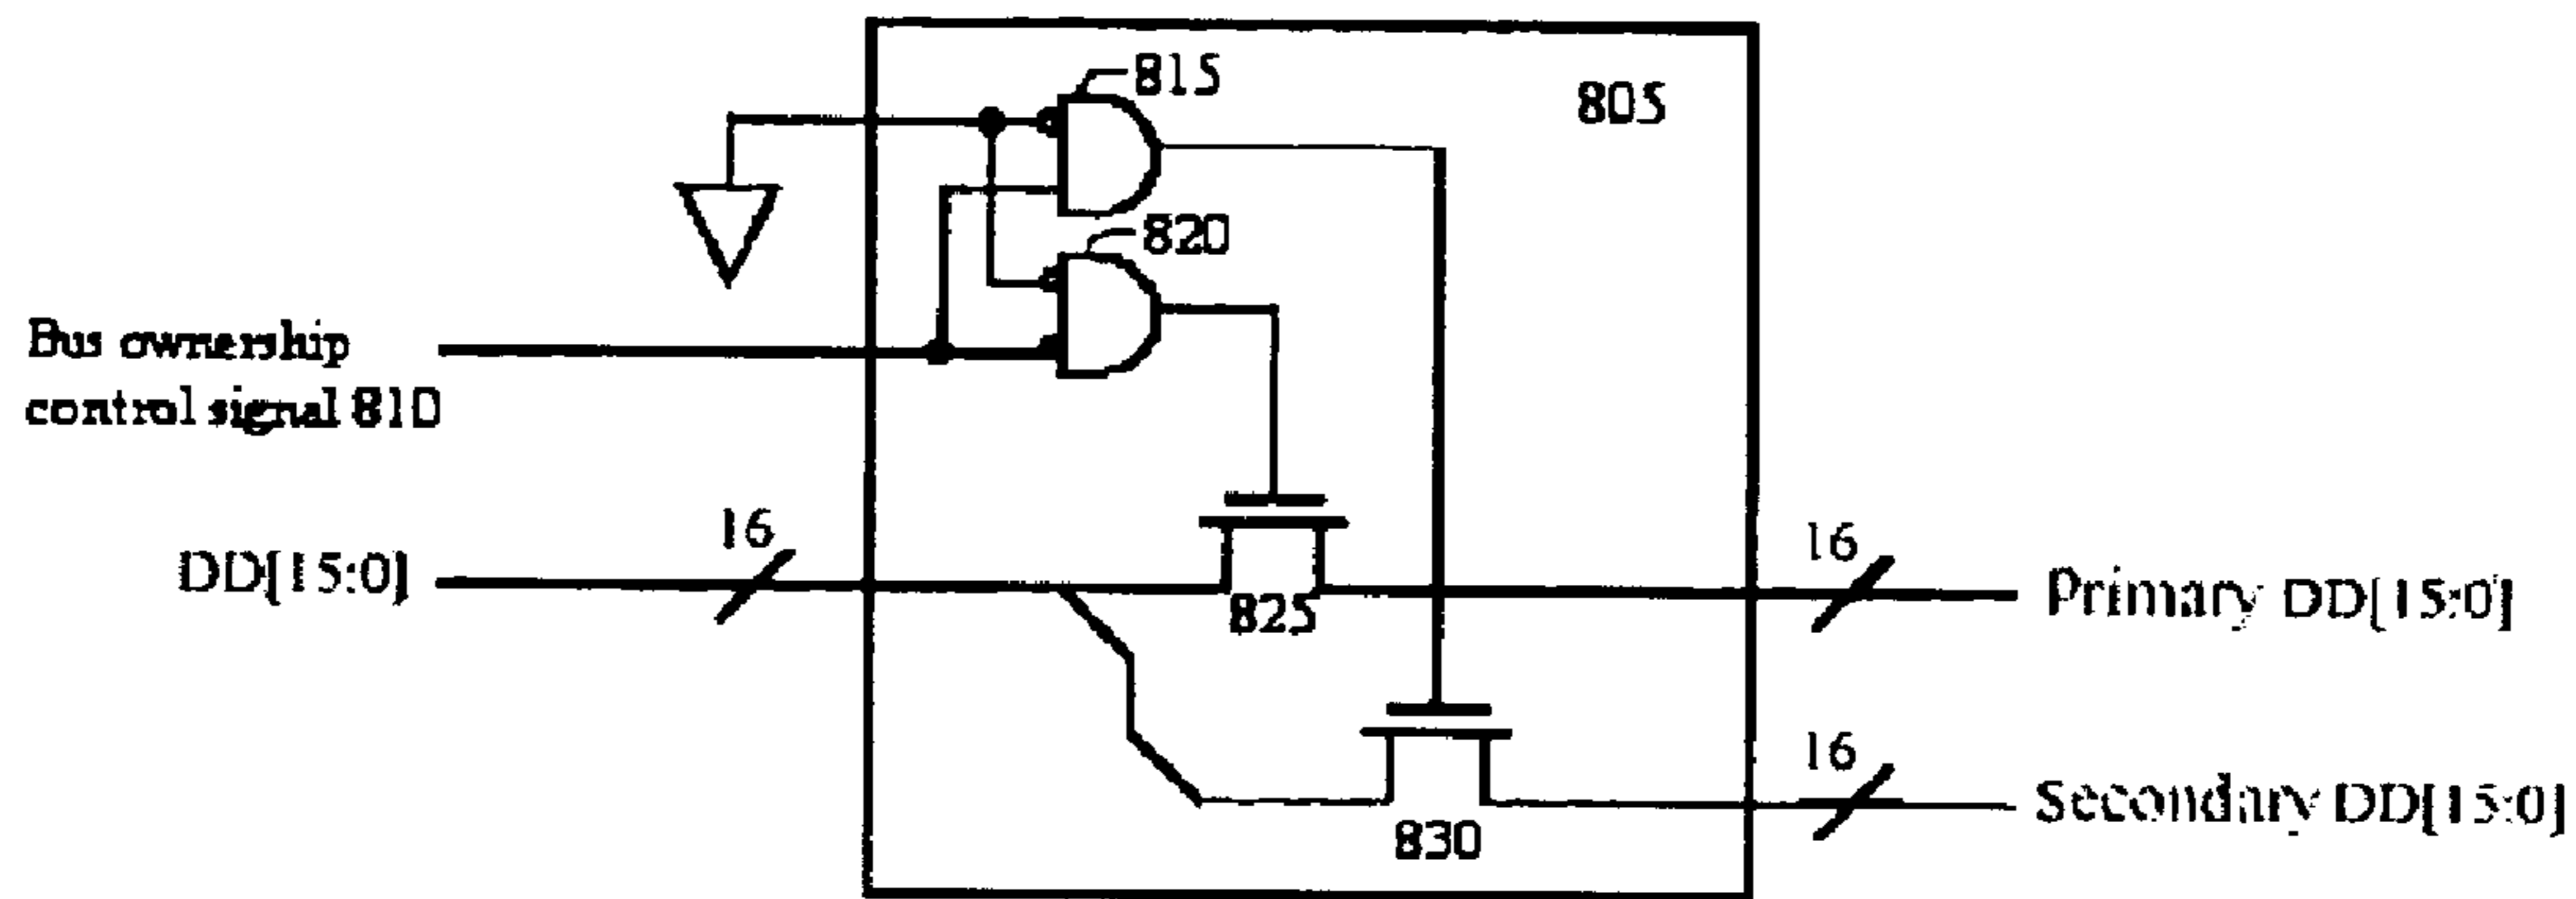 815
805
820
Bus ownership
control signal 810
16
DD[15:0]
16
Primary DD[15:0]
825
16
Secondary DD[15:0]
830